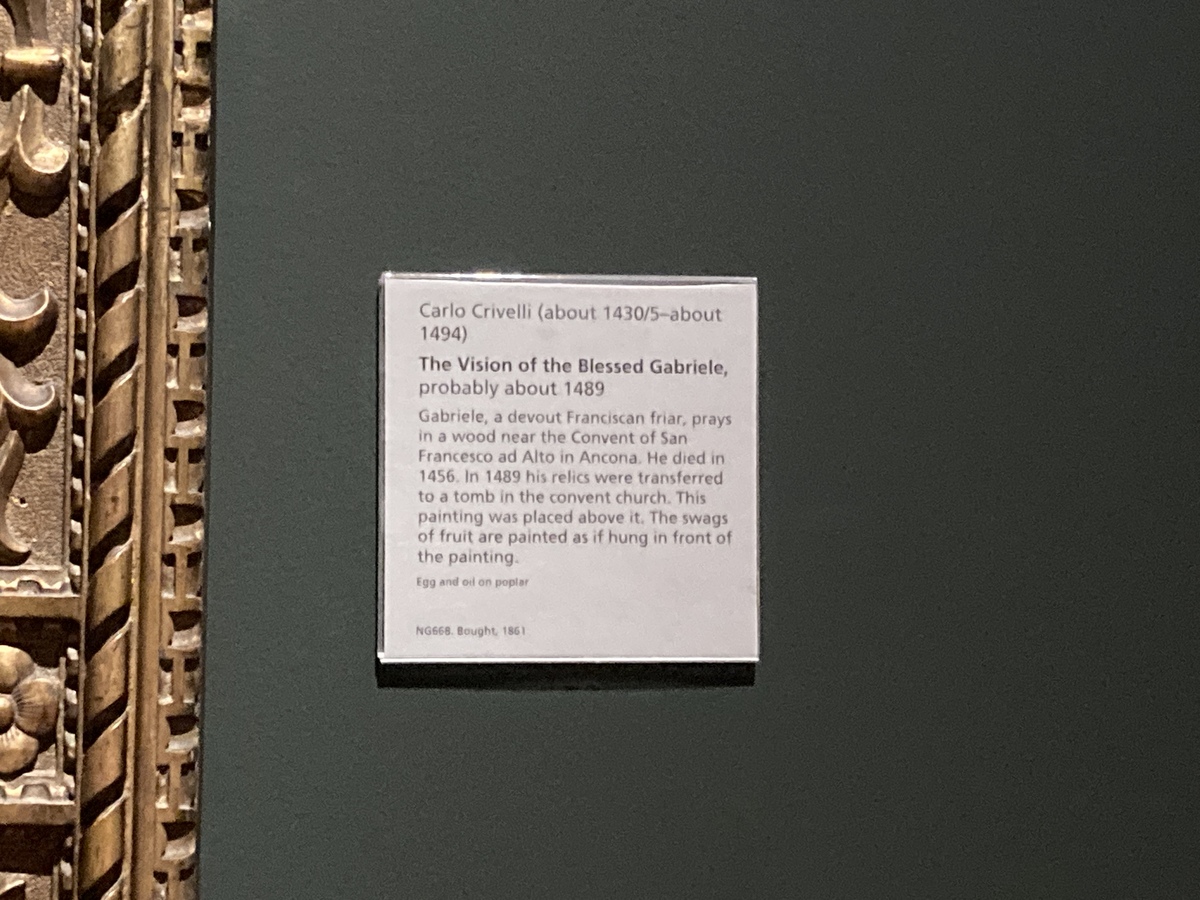 Carlo Crivelli (about 1430/5–about
1494)
The Vision of the Blessed Gabriele,
probably about 1489
Gabriele, a devout Franciscan friar, prays
in a wood near the Convent of San
Francesco ad Alto in Ancona. He died in
1456. In 1489 his relics were transferred
to a tomb in the convent church. This
painting was placed above it. The swags
of fruit are painted as if hung in front of
the painting.
Egg and oil on poplar
NG668. Bought, 1861